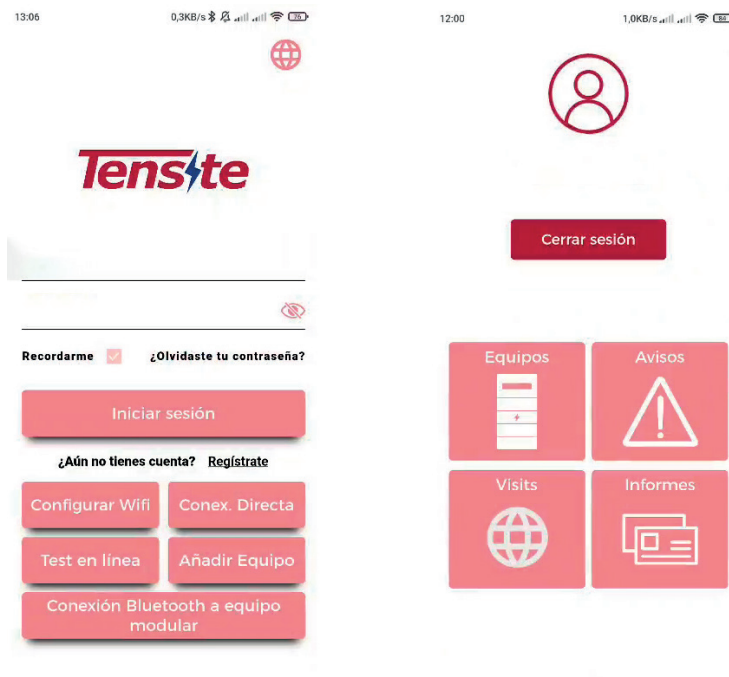 13:06
0,3KB/s
76
Tensite
Recordarme
¿Olvidaste tu contraseña?
Iniciar sesión
¿Aún no tienes cuenta? Regístrate
Configurar Wifi
Conex. Directa
Test en línea
Añadir Equipo
Conexión Bluetooth a equipo
modular
12:00
1,0KB/s
84
Cerrar sesión
Equipos
Avisos
Visits
Informes